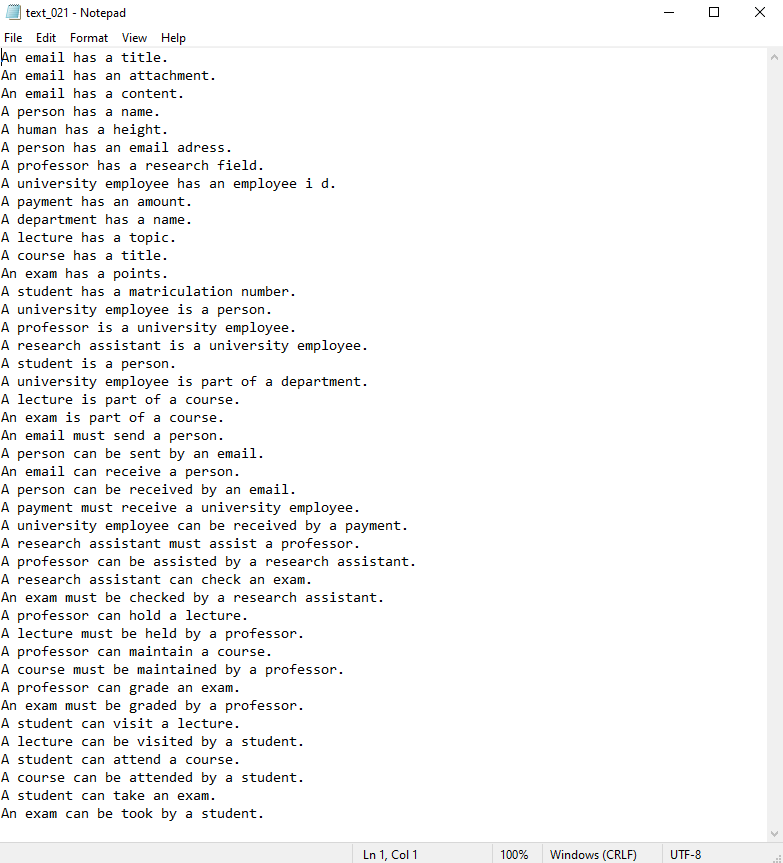 text_021 - Notepad
File Edit Format View Help
An email has a title.
An email has an attachment.
An email has a content.
A person has a name.
A human has a height.
A person has an email adress.
A professor has a research field.
A university employee has an employee i d.
A payment has an amount.
A department has a name.
A lecture has a topic.
A course has a title.
An exam has a points.
A student has a matriculation number.
A university employee is a person.
A professor is a university employee.
A research assistant is a university employee.
A student is a person.
A university employee is part of a department.
A lecture is part of a course.
An exam is part of a course.
An email must send a person.
A person can be sent by an email.
An email can receive a person.
A person can be received by an email.
A payment must receive a university employee.
A university employee can be received by a payment.
A research assistant must assist a professor.
A professor can be assisted by a research assistant.
A research assistant can check an exam.
An exam must be checked by a research assistant.
A professor can hold a lecture.
A lecture must be held by a professor.
A professor can maintain a course.
A course must be maintained by a professor.
A professor can grade an exam.
An exam must be graded by a professor.
A student can visit a lecture.
A lecture can be visited by a student.
A student can attend a course.
A course can be attended by a student.
A student can take an exam.
An exam can be took by a student.
Ln 1, Col 1 100% Windows (CRLF) UTF-8